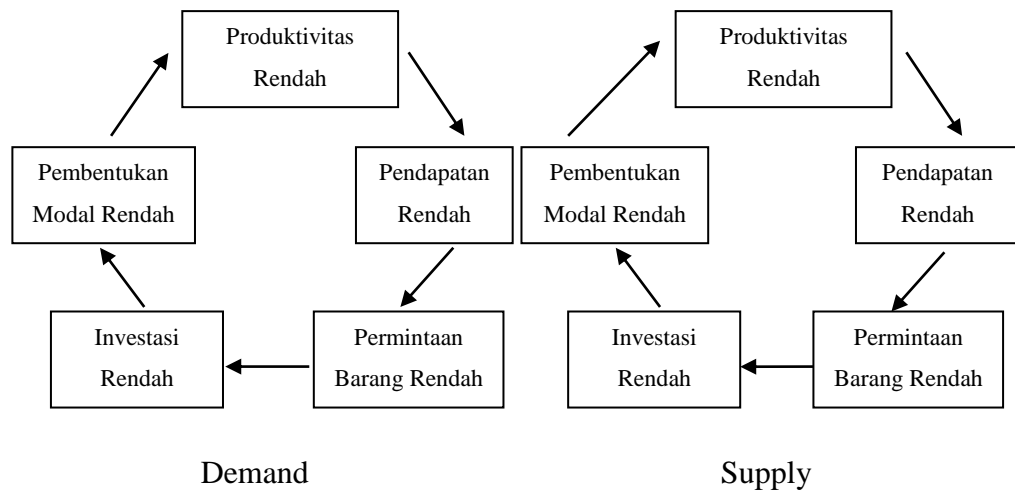 Produktivitas
Rendah
Pembentukan
Modal Rendah
Pendapatan
Rendah
Investasi
Rendah
Permintaan
Barang Rendah
Demand
Produktivitas
Rendah
Pembentukan
Modal Rendah
Pendapatan
Rendah
Investasi
Rendah
Permintaan
Barang Rendah
Supply